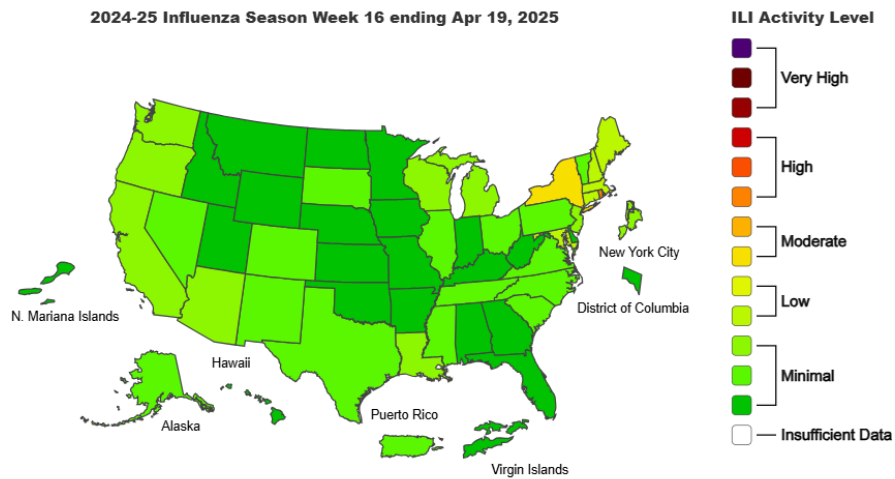 2024-25 Influenza Season Week 16 ending Apr 19, 2025
ILI Activity Level
Very High
High
Moderate
Low
Minimal
Insufficient Data
New York City
District of Columbia
N. Mariana Islands
Hawaii
Alaska
Puerto Rico
Virgin Islands